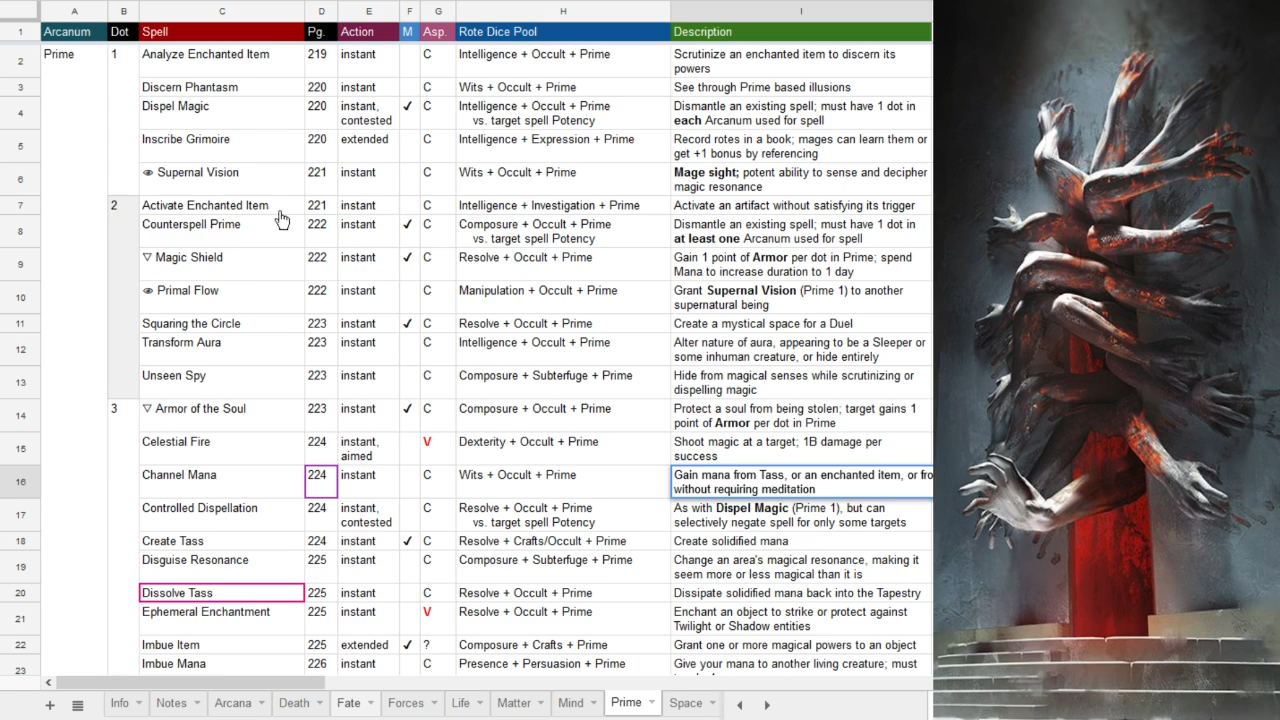 A B C D E F G H I
1 Arcanum Dot Spell Pg. Action M Asp. Rote Dice Pool Description
2 Prime 1 Analyze Enchanted Item 219 instant C Intelligence + Occult + Prime Scrutinize an enchanted item to discern its
powers
3 Discern Phantasm 220 instant C Wits + Occult + Prime See through Prime based illusions
4 Dispel Magic 220 instant, ✓ C Intelligence + Occult + Prime Dismantle an existing spell; must have 1 dot in
contested vs. target spell Potency each Arcanum used for spell
5 Inscribe Grimoire 220 extended C Intelligence + Expression + Prime Record rotes in a book; mages can learn them or
get +1 bonus by referencing
6 👁 Supernal Vision 221 instant C Wits + Occult + Prime Mage sight; potent ability to sense and decipher
magic resonance
7 2 Activate Enchanted Item 221 instant C Intelligence + Investigation + Prime Activate an artifact without satisfying its trigger
8 Counterspell Prime 222 instant ✓ C Composure + Occult + Prime Dismantle an existing spell; must have 1 dot in
vs. target spell Potency at least one Arcanum used for spell
9 ▽ Magic Shield 222 instant ✓ C Resolve + Occult + Prime Gain 1 point of Armor per dot in Prime; spend
Mana to increase duration to 1 day
10 👁 Primal Flow 222 instant C Manipulation + Occult + Prime Grant Supernal Vision (Prime 1) to another
supernatural being
11 Squaring the Circle 223 instant ✓ C Resolve + Occult + Prime Create a mystical space for a Duel
12 Transform Aura 223 instant C Intelligence + Occult + Prime Alter nature of aura, appearing to be a Sleeper or
some inhuman creature, or hide entirely
13 Unseen Spy 223 instant C Composure + Subterfuge + Prime Hide from magical senses while scrutinizing or
dispelling magic
14 3 ▽ Armor of the Soul 223 instant ✓ C Composure + Occult + Prime Protect a soul from being stolen; target gains 1
point of Armor per dot in Prime
15 Celestial Fire 224 instant, V Dexterity + Occult + Prime Shoot magic at a target; 1B damage per
aimed success
16 Channel Mana 224 instant C Wits + Occult + Prime Gain mana from Tass, or an enchanted item, or fro
without requiring meditation
17 Controlled Dispellation 224 instant, C Resolve + Occult + Prime As with Dispel Magic (Prime 1), but can
contested vs. target spell Potency selectively negate spell for only some targets
18 Create Tass 224 instant ✓ C Resolve + Crafts/Occult + Prime Create solidified mana
19 Disguise Resonance 225 instant C Composure + Subterfuge + Prime Change an area's magical resonance, making it
seem more or less magical than it is
20 Dissolve Tass 225 instant C Resolve + Occult + Prime Dissipate solidified mana back into the Tapestry
21 Ephemeral Enchantment 225 instant V Resolve + Occult + Prime Enchant an object to strike or protect against
Twilight or Shadow entities
22 Imbue Item 225 extended ✓ ? Composure + Crafts + Prime Grant one or more magical powers to an object
23 Imbue Mana 226 instant C Presence + Persuasion + Prime Give your mana to another living creature; must
Info Notes Arcana Death Fate Forces Life Matter Mind Prime Space